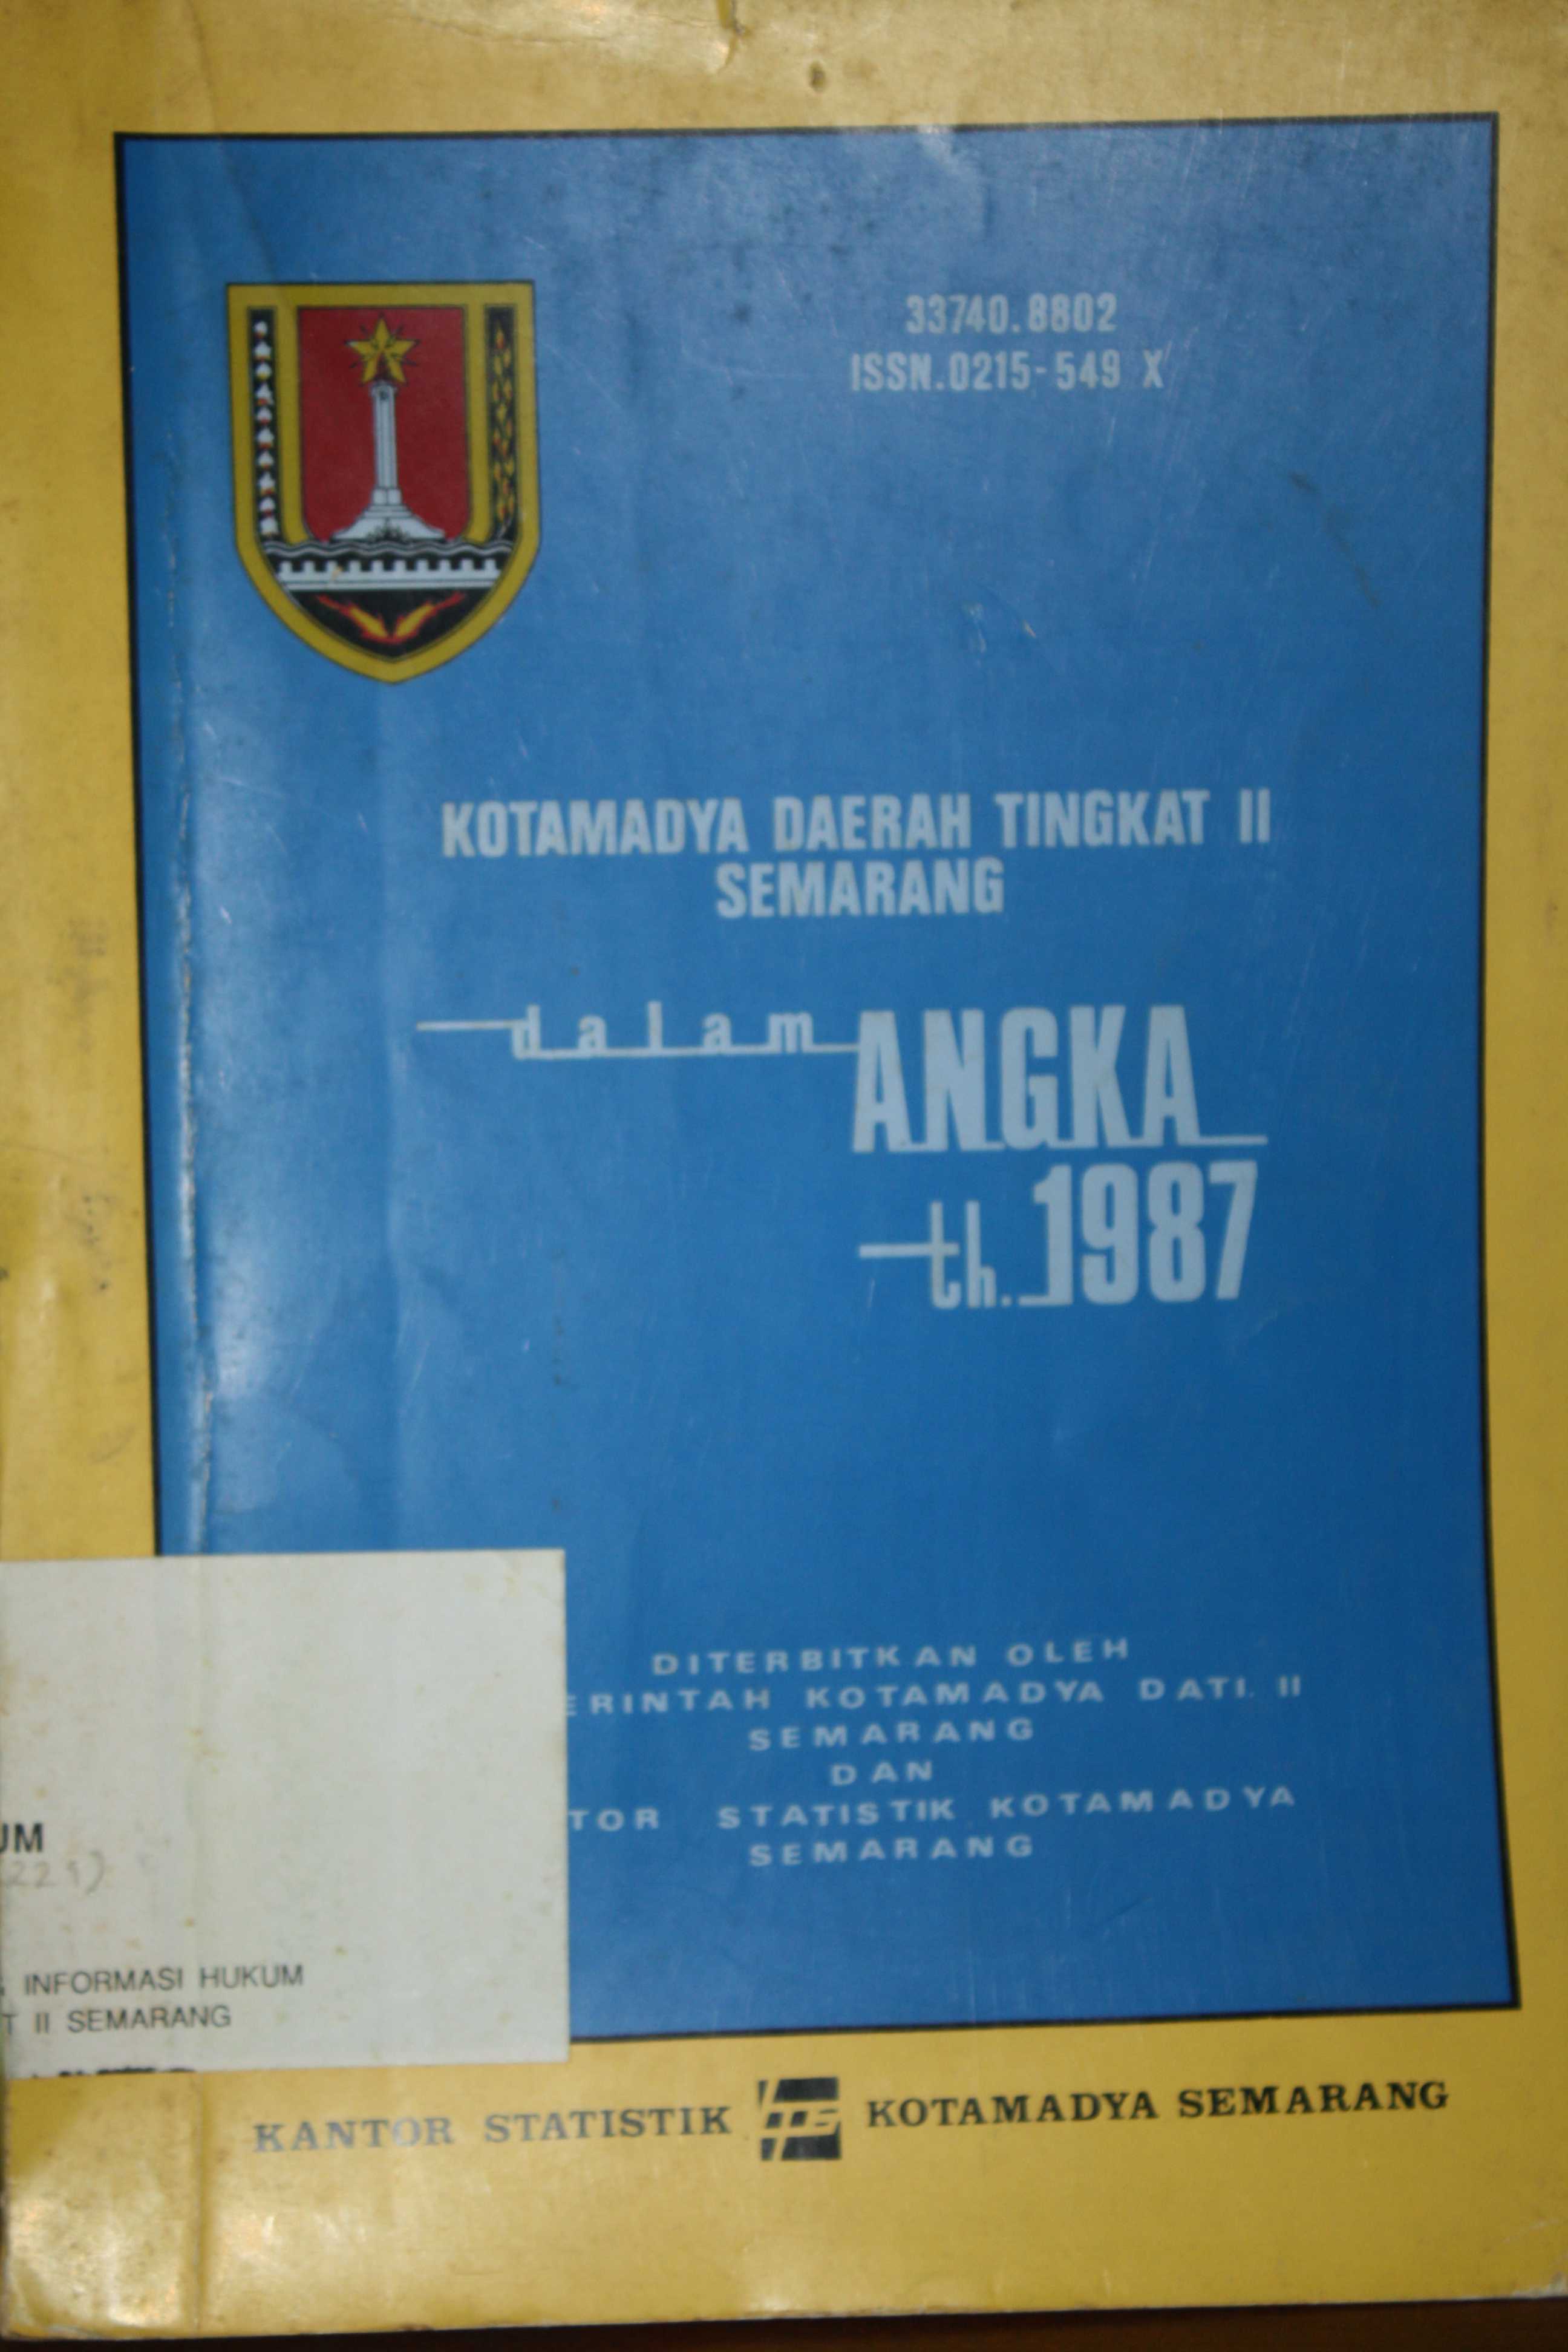 33740.8802
ISSN.0215-549 X
KOTAMADYA DAERAH TINGKAT II
SEMARANG
dalam ANGKA
th. 1987
DITERBITKAN OLEH
ERINTAH KOTAMADYA DATI. II
SEMARANG
DAN
TOR STATISTIK KOTAMADYA
SEMARANG
UM
221)
INFORMASI HUKUM
T II SEMARANG
KANTOR STATISTIK KOTAMADYA SEMARANG